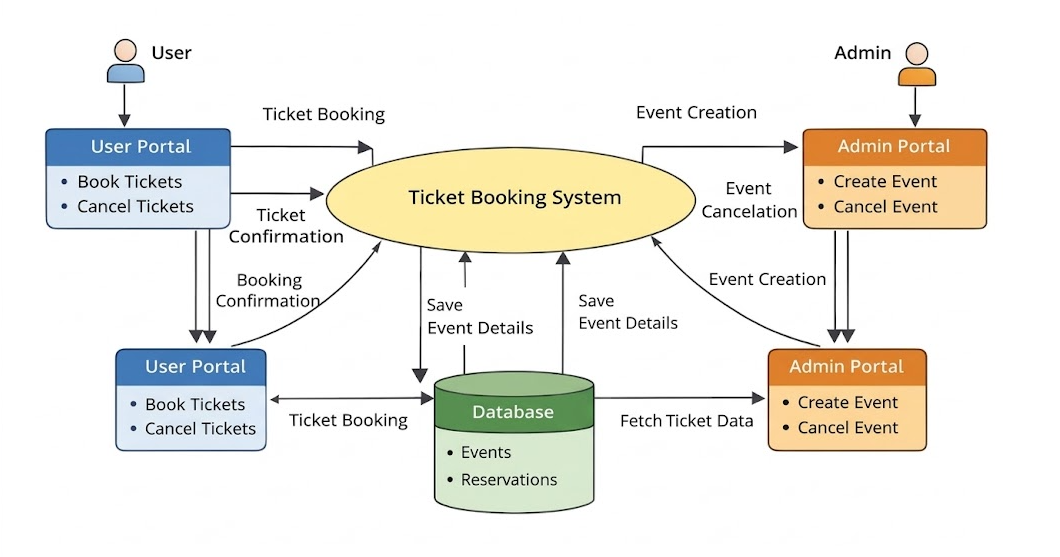 User
Admin
Ticket Booking
Event Creation
User Portal
• Book Tickets
• Cancel Tickets
Admin Portal
• Create Event
• Cancel Event
Ticket Booking System
Ticket
Confirmation
Event
Cancelation
Booking
Confirmation
Save
Event Details
Save
Event Details
Event Creation
User Portal
• Book Tickets
• Cancel Tickets
Ticket Booking
Database
• Events
• Reservations
Fetch Ticket Data
Admin Portal
• Create Event
• Cancel Event